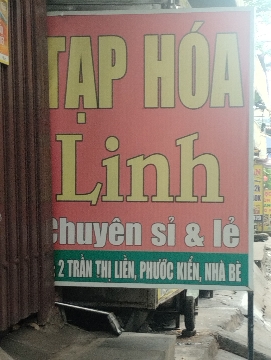 TẠP HÓA
Linh
Chuyên sỉ & lẻ
: 2 TRẦN THỊ LIỀN, PHƯỚC KIỂN, NHÀ BÈ